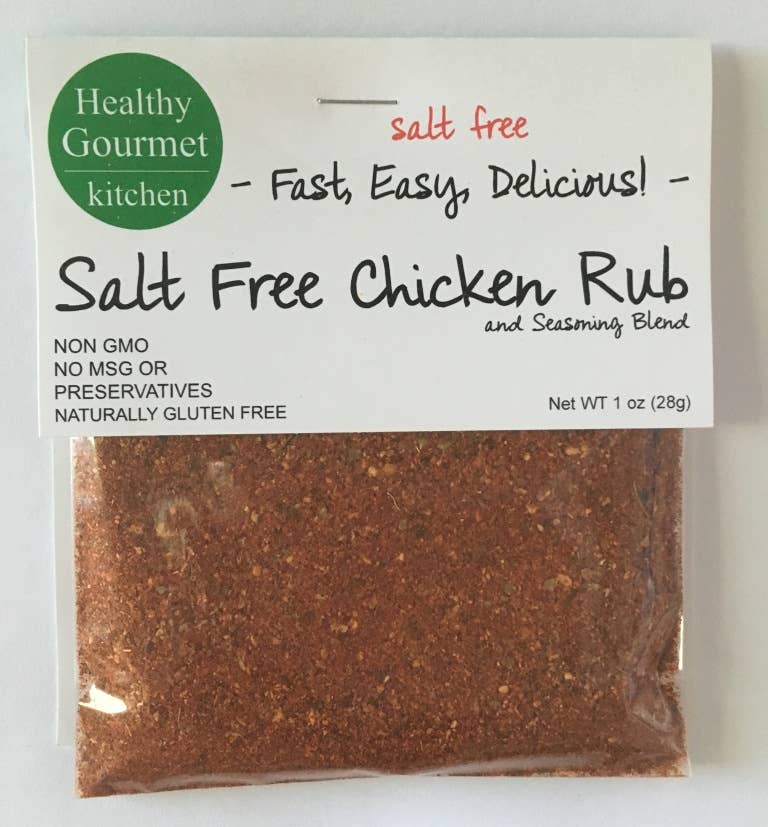 Healthy
Gourmet
kitchen
salt free
- Fast, Easy, Delicious! -
Salt Free Chicken Rub
and Seasoning Blend
NON GMO
NO MSG OR
PRESERVATIVES
NATURALLY GLUTEN FREE
Net WT 1 oz (28g)